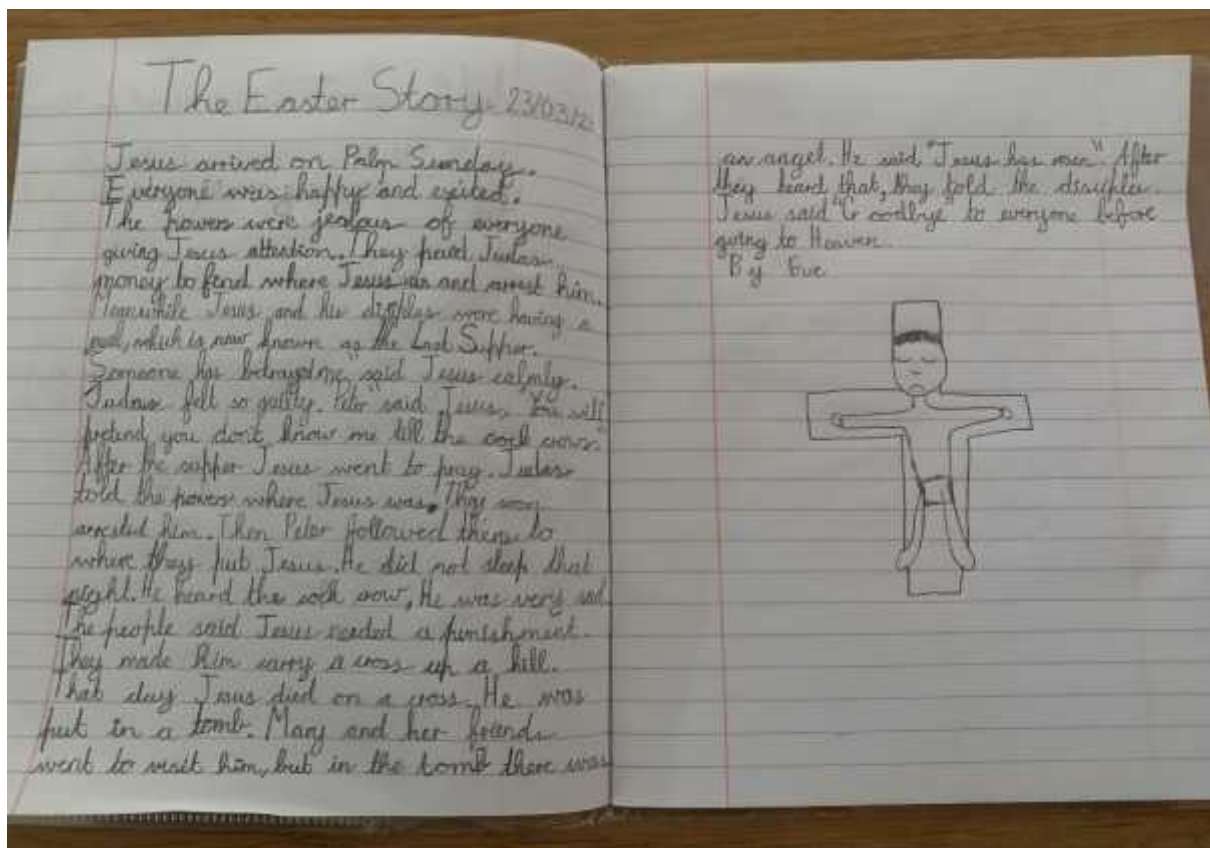 The Easter Story 23/03/2
Jesus arrived on Palm Sunday.
Everyone was happy and exited.
The powers were jealous of everyone
giving Jesus attention. They paid Judas
money to find where Jesus is and arrest him.
Meanwhile Jesus and his disciples were having a
meal, which is now known as the Last Supper.
"Someone has betrayed me" said Jesus calmly.
Judas felt so guilty. Peter said Jesus, You will
pretend you don't know me till the cock crows.
After the supper Jesus went to pray. Judas
told the powers where Jesus was. They
arrested him. Then Peter followed them to
where they put Jesus. He did not sleep that
night. He heard the cock crow, He was very sad.
The people said Jesus needed a punishment.
They made him carry a cross up a hill.
That day Jesus died on a cross. He was
put in a tomb. Mary and her friends
went to visit him, but in the tomb there was
an angel. He said "Jesus has risen". After
they heard that, they told the disciples.
Jesus said "Goodbye" to everyone before
going to Heaven.
By Eve